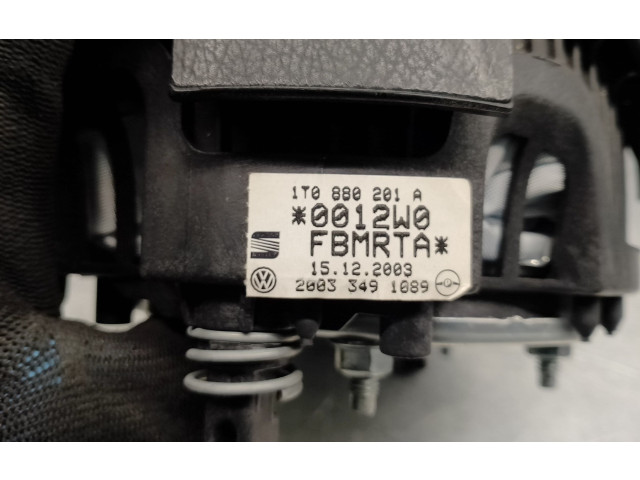 1T0 880 201 A
*0012W0
FBMRTA*
15.12.2003
2003 349 1089